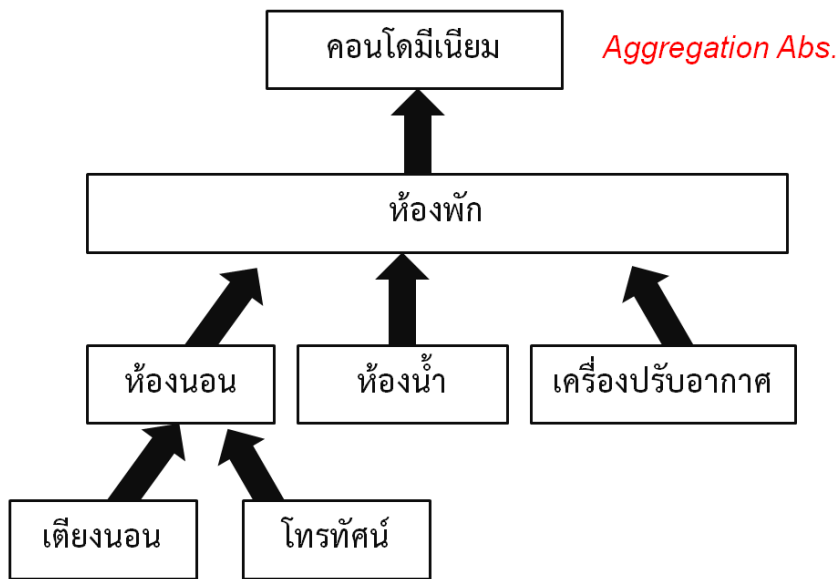 คอนโดมีเนียม
Aggregation Abs.
ห้องพัก
ห้องนอน
ห้องน้ำ
เครื่องปรับอากาศ
เตียงนอน
โทรทัศน์